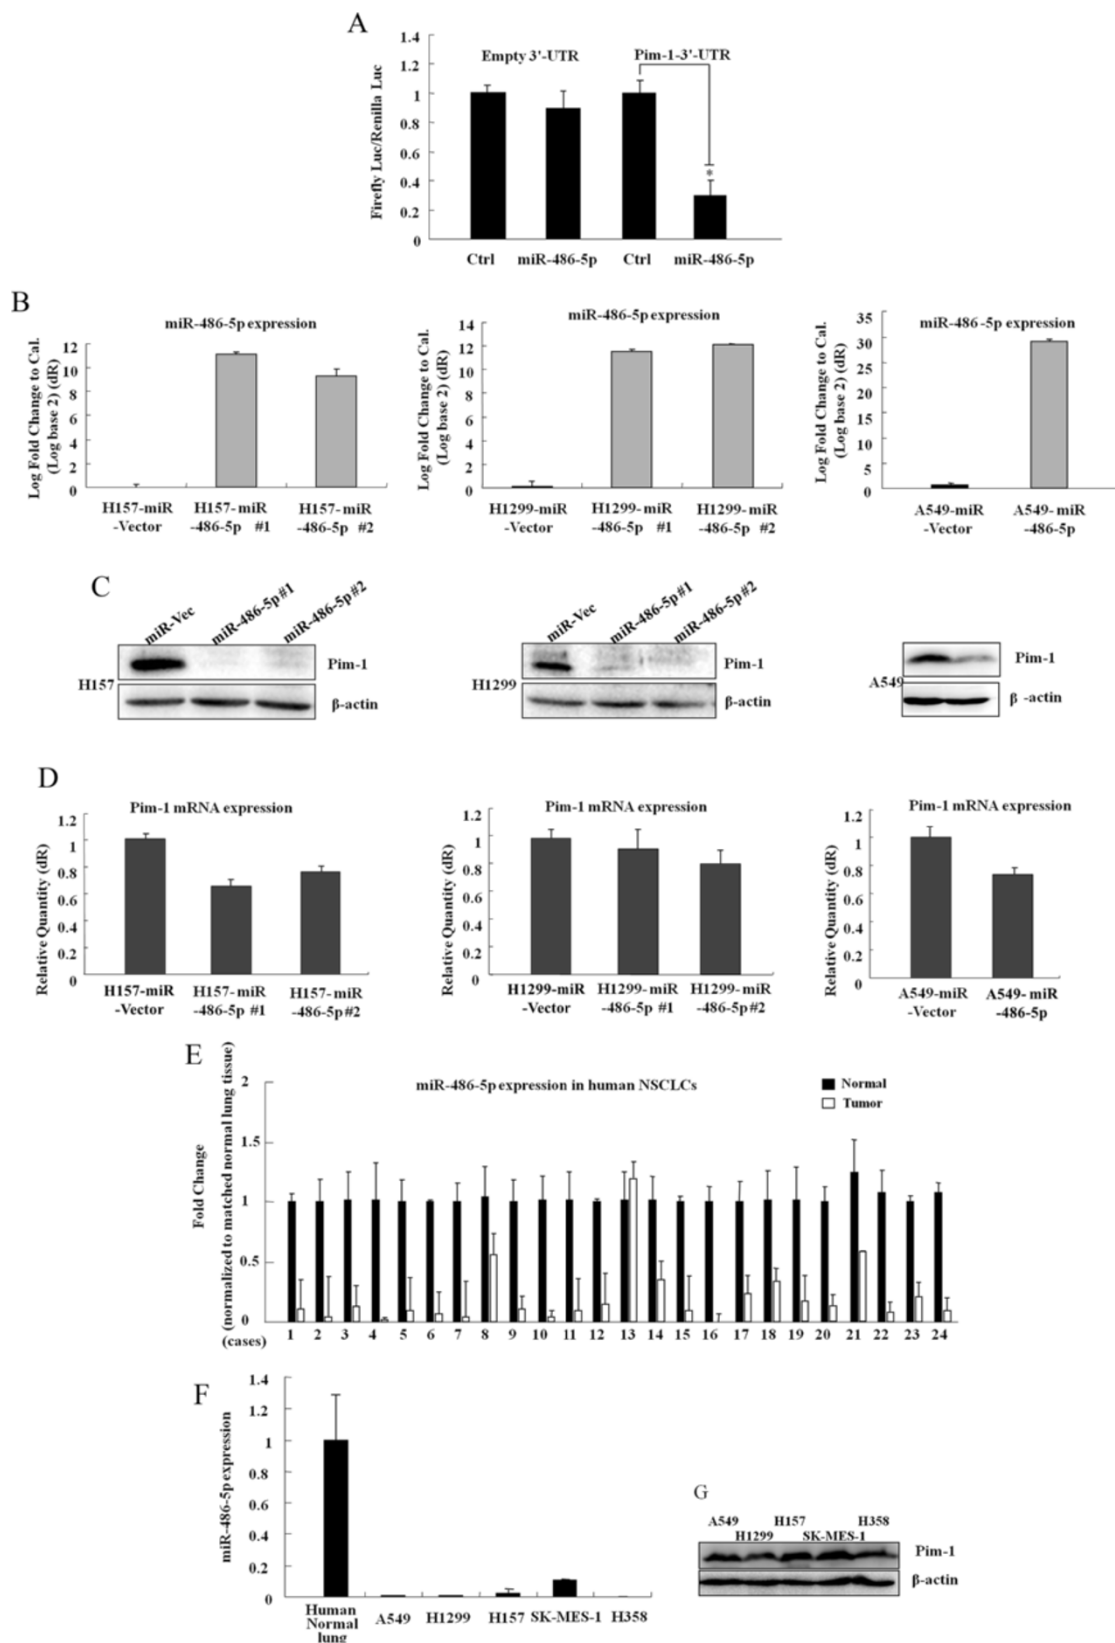 A
1.4
1.2
1
0.8
0.6
0.4
0.2
0
Firefly Luc/Renilla Luc
Empty 3'-UTR
Pim-1-3'-UTR
*
Ctrl miR-486-5p Ctrl miR-486-5p
B
miR-486-5p expression
Log Fold Change to Cal.
(Log base 2) (dR)
12
10
8
6
4
2
0
H157-miR H157-miR H157-miR
-Vector -486-5p #1 -486-5p #2
miR-486-5p expression
Log Fold Change to Cal.
(Log base 2) (dR)
14
12
10
8
6
4
2
0
H1299-miR H1299-miR H1299-miR
-Vector -486-5p #1 -486-5p #2
miR-486-5p expression
Log Fold Change to Cal.
(Log base 2) (dR)
35
30
25
20
15
10
5
0
A549-miR A549-miR
-Vector -486-5p
C
miR-Vec
miR-486-5p#1
miR-486-5p#2
Pim-1
H157
β-actin
miR-Vec
miR-486-5p#1
miR-486-5p#2
Pim-1
H1299
β-actin
Pim-1
A549
β -actin
D
Pim-1 mRNA expression
Relative Quantity (dR)
1.2
1
0.8
0.6
0.4
0.2
0
H157-miR H157-miR H157-miR
-Vector -486-5p #1 -486-5p#2
Pim-1 mRNA expression
Relative Quantity (dR)
1.2
1
0.8
0.6
0.4
0.2
0
H1299-miR H1299-miR H1299-miR
-Vector -486-5p #1 -486-5p#2
Pim-1 mRNA expression
Relative Quantity (dR)
1.2
1
0.8
0.6
0.4
0.2
0
A549-miR A549-miR
-Vector -486-5p
E
miR-486-5p expression in human NSCLCs
Normal
Tumor
Fold Change
(normalized to matched normal lung tissue)
2
1.5
1
0.5
0
(cases)
1 2 3 4 5 6 7 8 9 10 11 12 13 14 15 16 17 18 19 20 21 22 23 24
F
miR-486-5p expression
1.4
1.2
1
0.8
0.6
0.4
0.2
0
Human
Normal
lung
A549 H1299 H157 SK-MES-1 H358
G
A549 H157 H358
H1299 SK-MES-1
Pim-1
β-actin